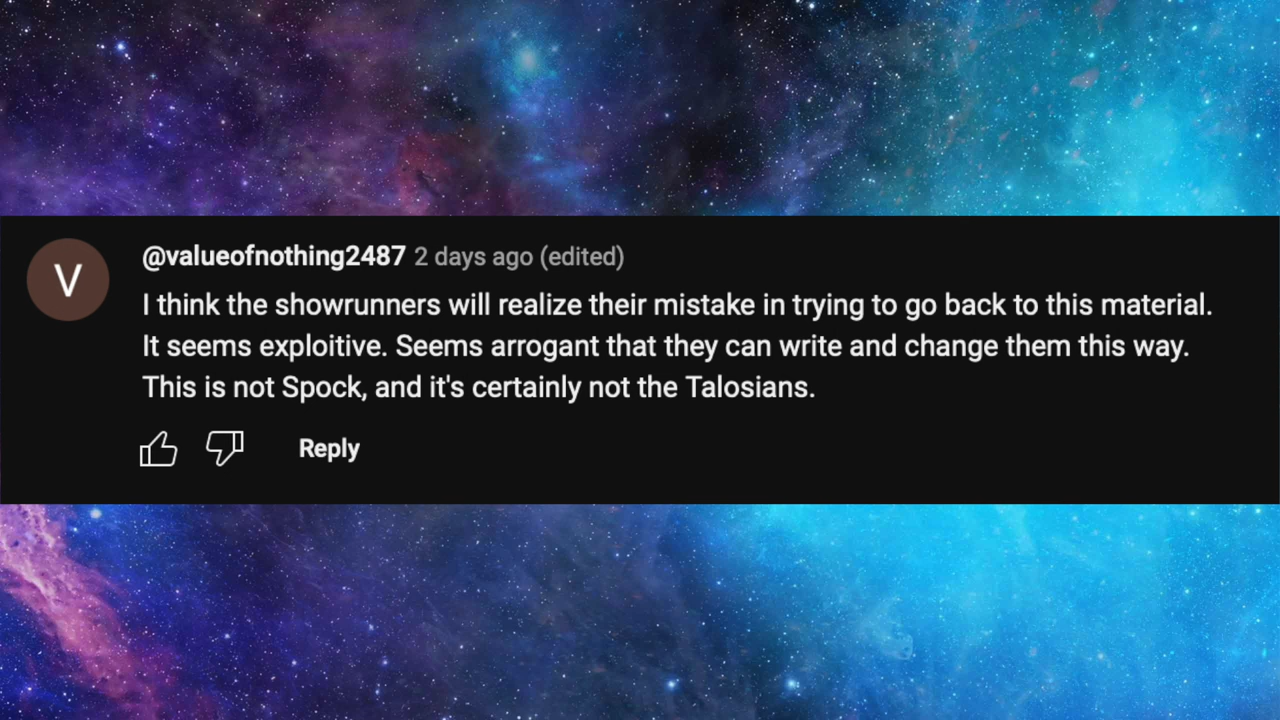 V
@valueofnothing2487 2 days ago (edited)
I think the showrunners will realize their mistake in trying to go back to this material.
It seems exploitive. Seems arrogant that they can write and change them this way.
This is not Spock, and it's certainly not the Talosians.
Reply